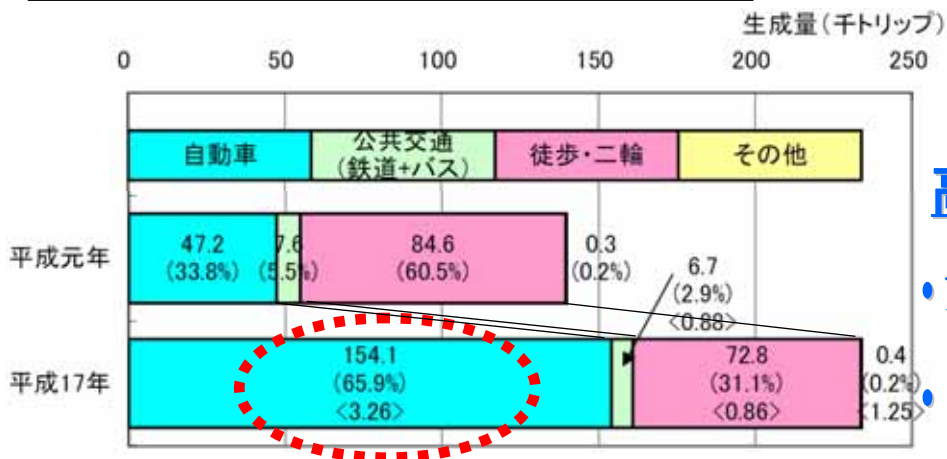 生成量(千トリップ)
0 50 100 150 200 250
自動車
公共交通
(鉄道+バス)
徒歩・二輪
その他
平成元年
47.2
(33.8%)
7.6
(5.5%)
84.6
(60.5%)
0.3
(0.2%)
6.7
(2.9%)
<0.88>
平成17年
154.1
(65.9%)
<3.26>
72.8
(31.1%)
<0.86>
0.4
(0.2%)
<1.25>